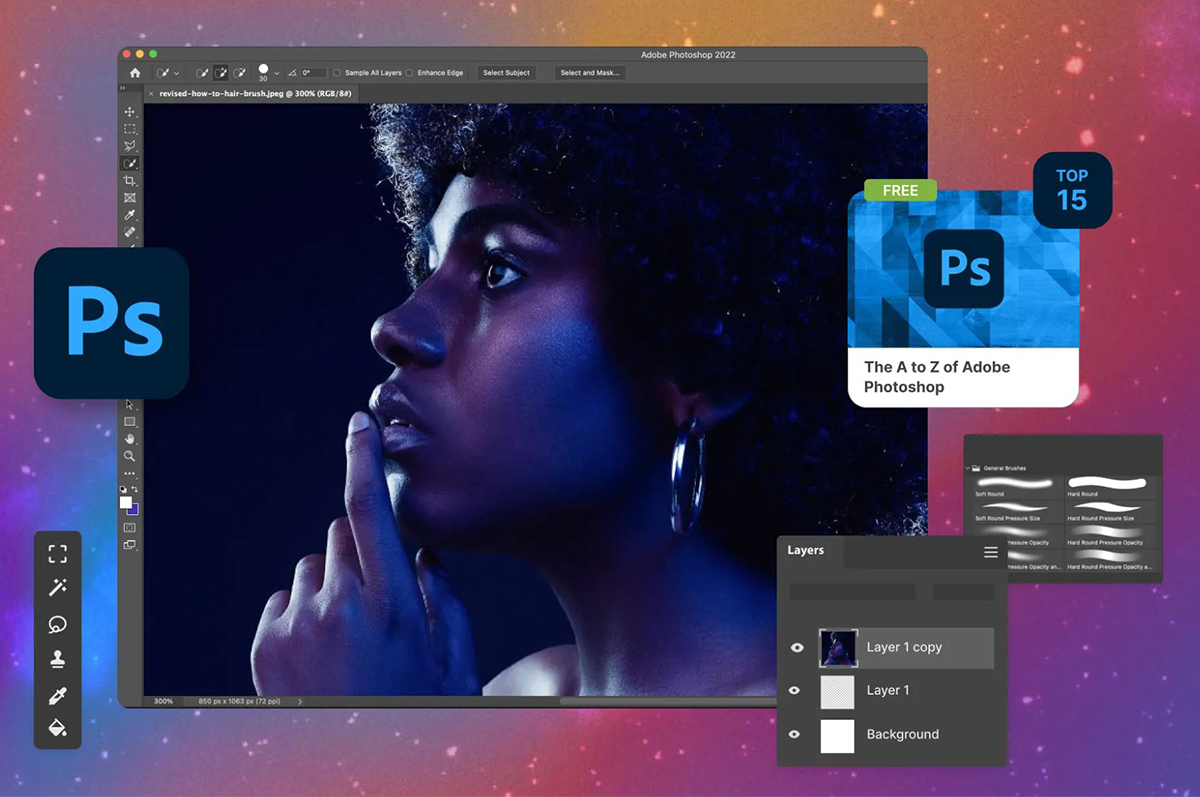 Adobe Photoshop 2022
30
0°
Sample All Layers
Enhance Edge
Select Subject
Select and Mask...
× revised-how-to-hair-brush.jpeg @ 300% (RGB/8#)
TOP
15
FREE
Ps
Ps
The A to Z of Adobe
Photoshop
General Brushes
Soft Round
Hard Round
Soft Round Pressure Size
Hard Round Pressure Size
ressure Opacity
Hard Round Pressure Opacity
ressure Opacity an...
Hard Round Pressure Opacity a...
Layers
Layer 1 copy
Layer 1
Background
300%
850 px x 1063 px (72 ppi)